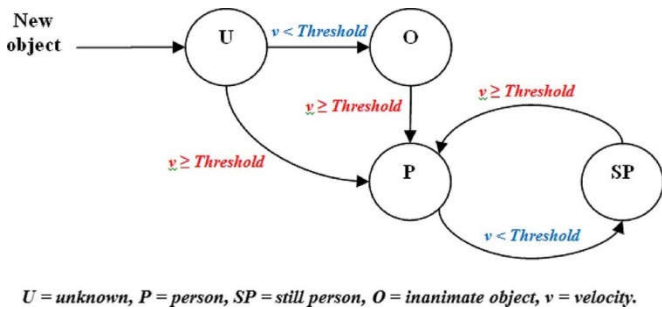 New
object
U
v < Threshold
O
v ≥ Threshold
v ≥ Threshold
v ≥ Threshold
P
SP
v < Threshold
U = unknown, P = person, SP = still person, O = inanimate object, v = velocity.